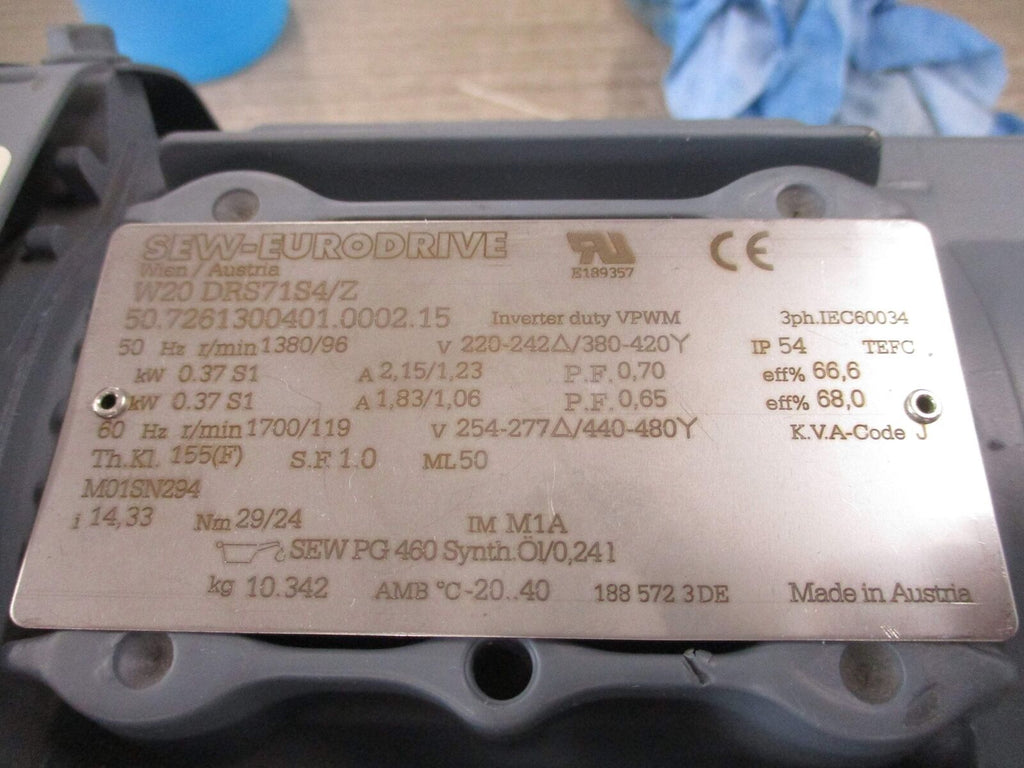 SEW-EURODRIVE
E189357 CE
Wien / Austria
W20 DRS71S4/Z
50.7261300401.0002.15 Inverter duty VPWM 3ph.IEC60034
50 Hz r/min 1380/96 V 220-242Δ/380-420Y IP 54 TEFC
kW 0.37 S1 A 2,15/1,23 P.F. 0,70 eff% 66,6
kW 0.37 S1 A 1,83/1,06 P.F. 0,65 eff% 68,0
60 Hz r/min 1700/119 V 254-277Δ/440-480Y K.V.A-Code J
Th.Kl. 155(F) S.F 1.0 ML 50
M01SN294
i 14,33 Nm 29/24 IM M1A
SEW PG 460 Synth.Öl/0,24 l
kg 10.342 AMB °C -20..40 188 572 3 DE Made in Austria